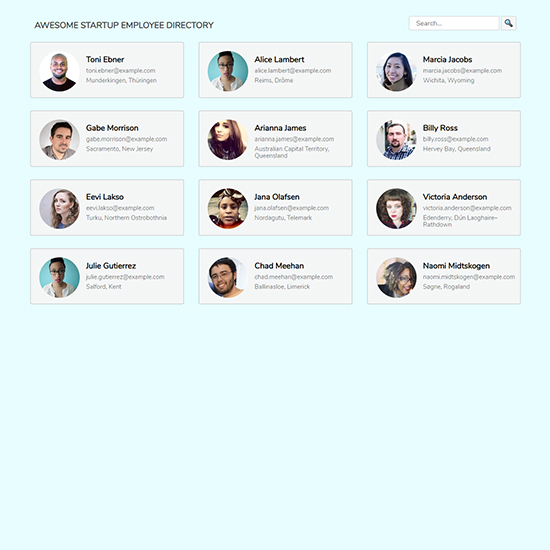 AWESOME STARTUP EMPLOYEE DIRECTORY
Search...
Toni Ebner
toni.ebner@example.com
Munderkingen, Thüringen
Alice Lambert
alice.lambert@example.com
Reims, Drôme
Marcia Jacobs
marcia.jacobs@example.com
Wichita, Wyoming
Gabe Morrison
gabe.morrison@example.com
Sacramento, New Jersey
Arianna James
arianna.james@example.com
Australian Capital Territory,
Queensland
Billy Ross
billy.ross@example.com
Hervey Bay, Queensland
Eevi Lakso
eevi.lakso@example.com
Turku, Northern Ostrobothnia
Jana Olafsen
jana.olafsen@example.com
Nordagutu, Telemark
Victoria Anderson
victoria.anderson@example.com
Edenderry, Dún Laoghaire–
Rathdown
Julie Gutierrez
julie.gutierrez@example.com
Salford, Kent
Chad Meehan
chad.meehan@example.com
Ballinasloe, Limerick
Naomi Midtskogen
naomi.midtskogen@example.com
Søgne, Rogaland